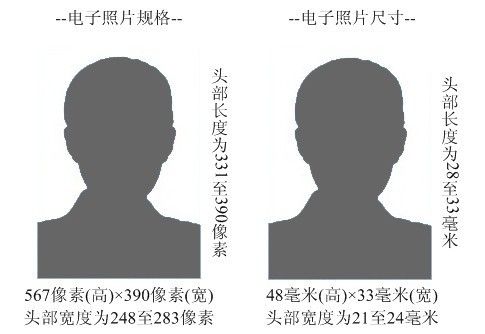 --电子照片规格--
头部长度为331至390像素
567像素(高)×390像素(宽)
头部宽度为248至283像素
--电子照片尺寸--
头部长度为28至33毫米
48毫米(高)×33毫米(宽)
头部宽度为21至24毫米